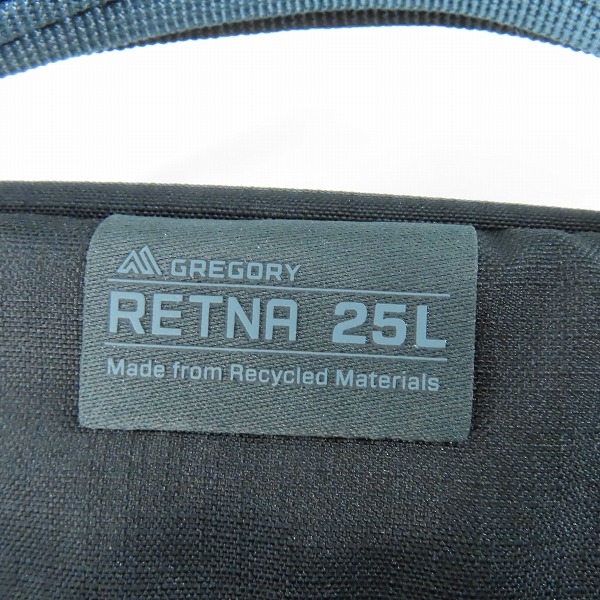 GREGORY
RETNA 25L
Made from Recycled Materials